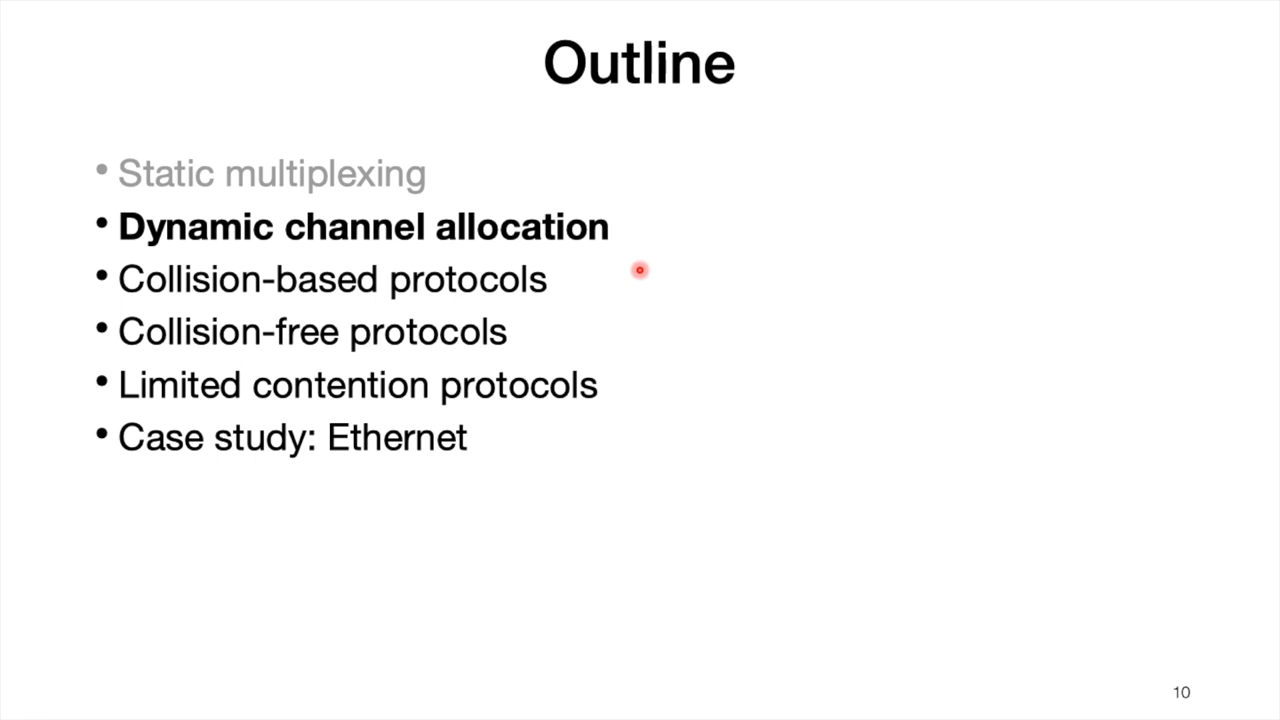 Outline
• Static multiplexing
• Dynamic channel allocation
• Collision-based protocols
• Collision-free protocols
• Limited contention protocols
• Case study: Ethernet
10